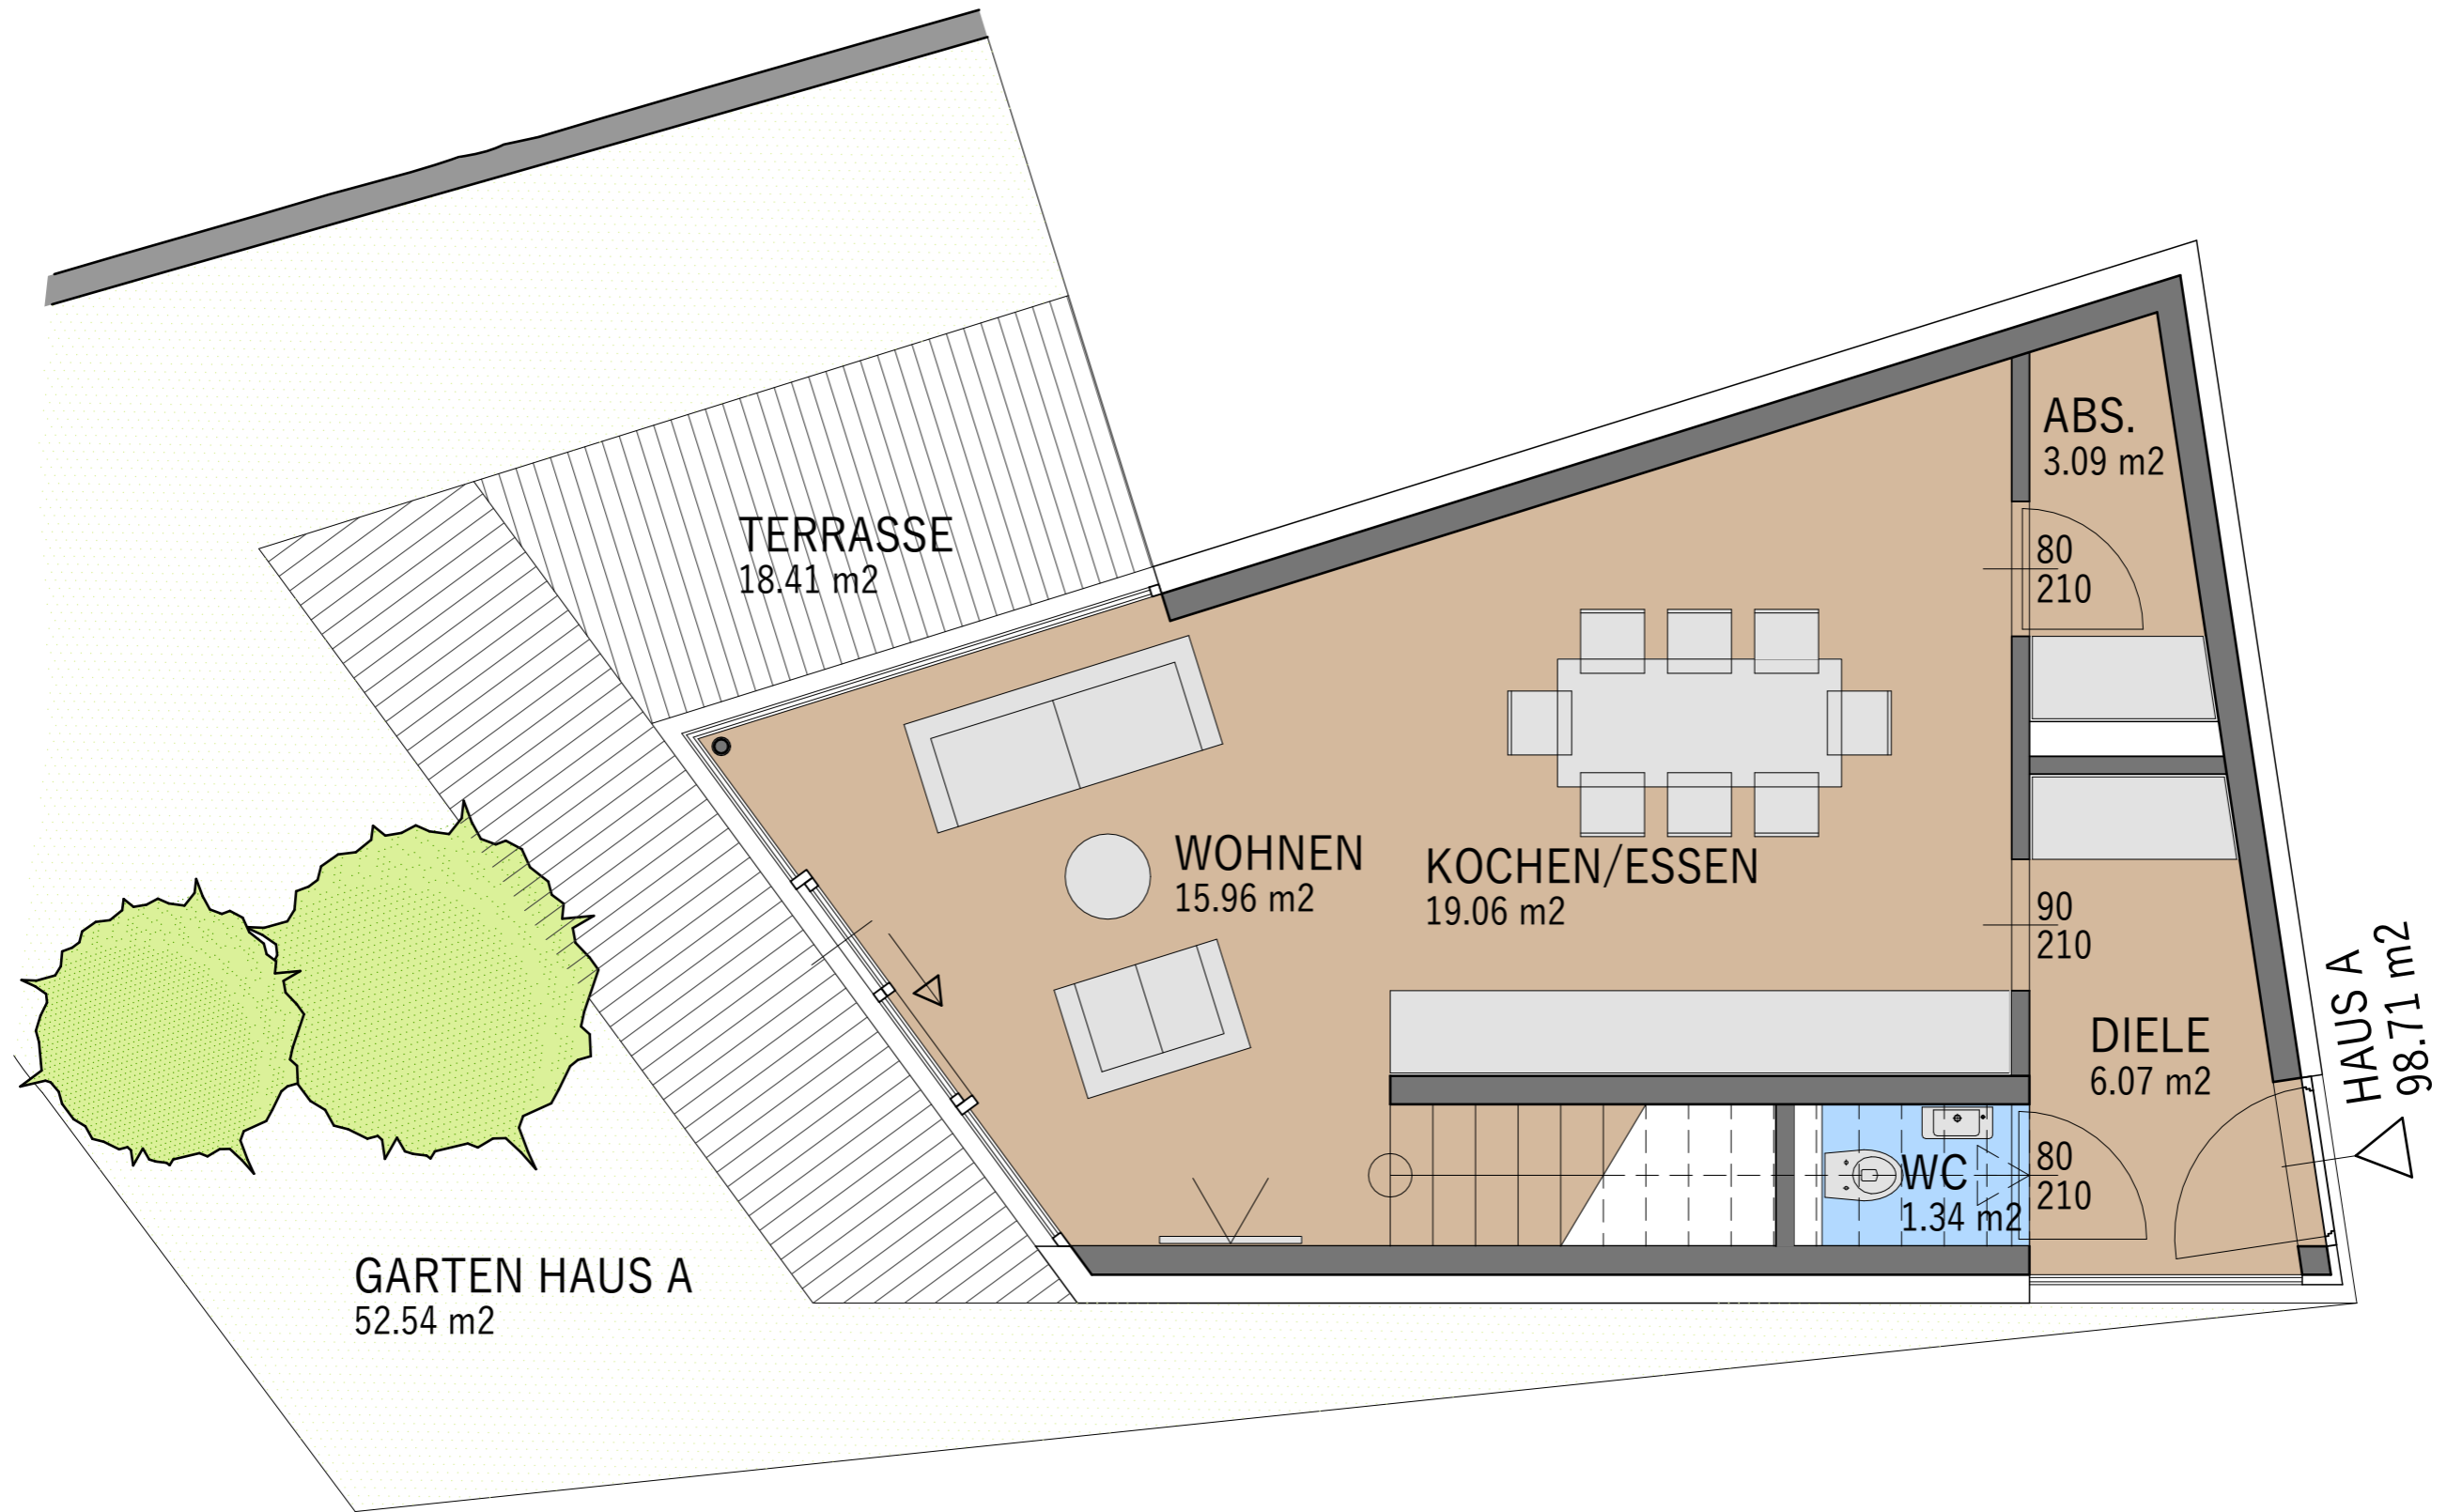 ABS.
3.09 m2
80
210
TERRASSE
18.41 m2
WOHNEN
15.96 m2
KOCHEN/ESSEN
19.06 m2
90
210
HAUS A
98.71 m2
DIELE
6.07 m2
WC
1.34 m2
80
210
GARTEN HAUS A
52.54 m2